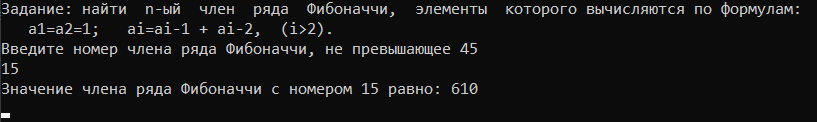 Задание: найти n-ый член ряда Фибоначчи, элементы которого вычисляются по формулам:
a1=a2=1; ai=ai-1 + ai-2, (i>2).
Введите номер члена ряда Фибоначчи, не превышающее 45
15
Значение члена ряда Фибоначчи с номером 15 равно: 610